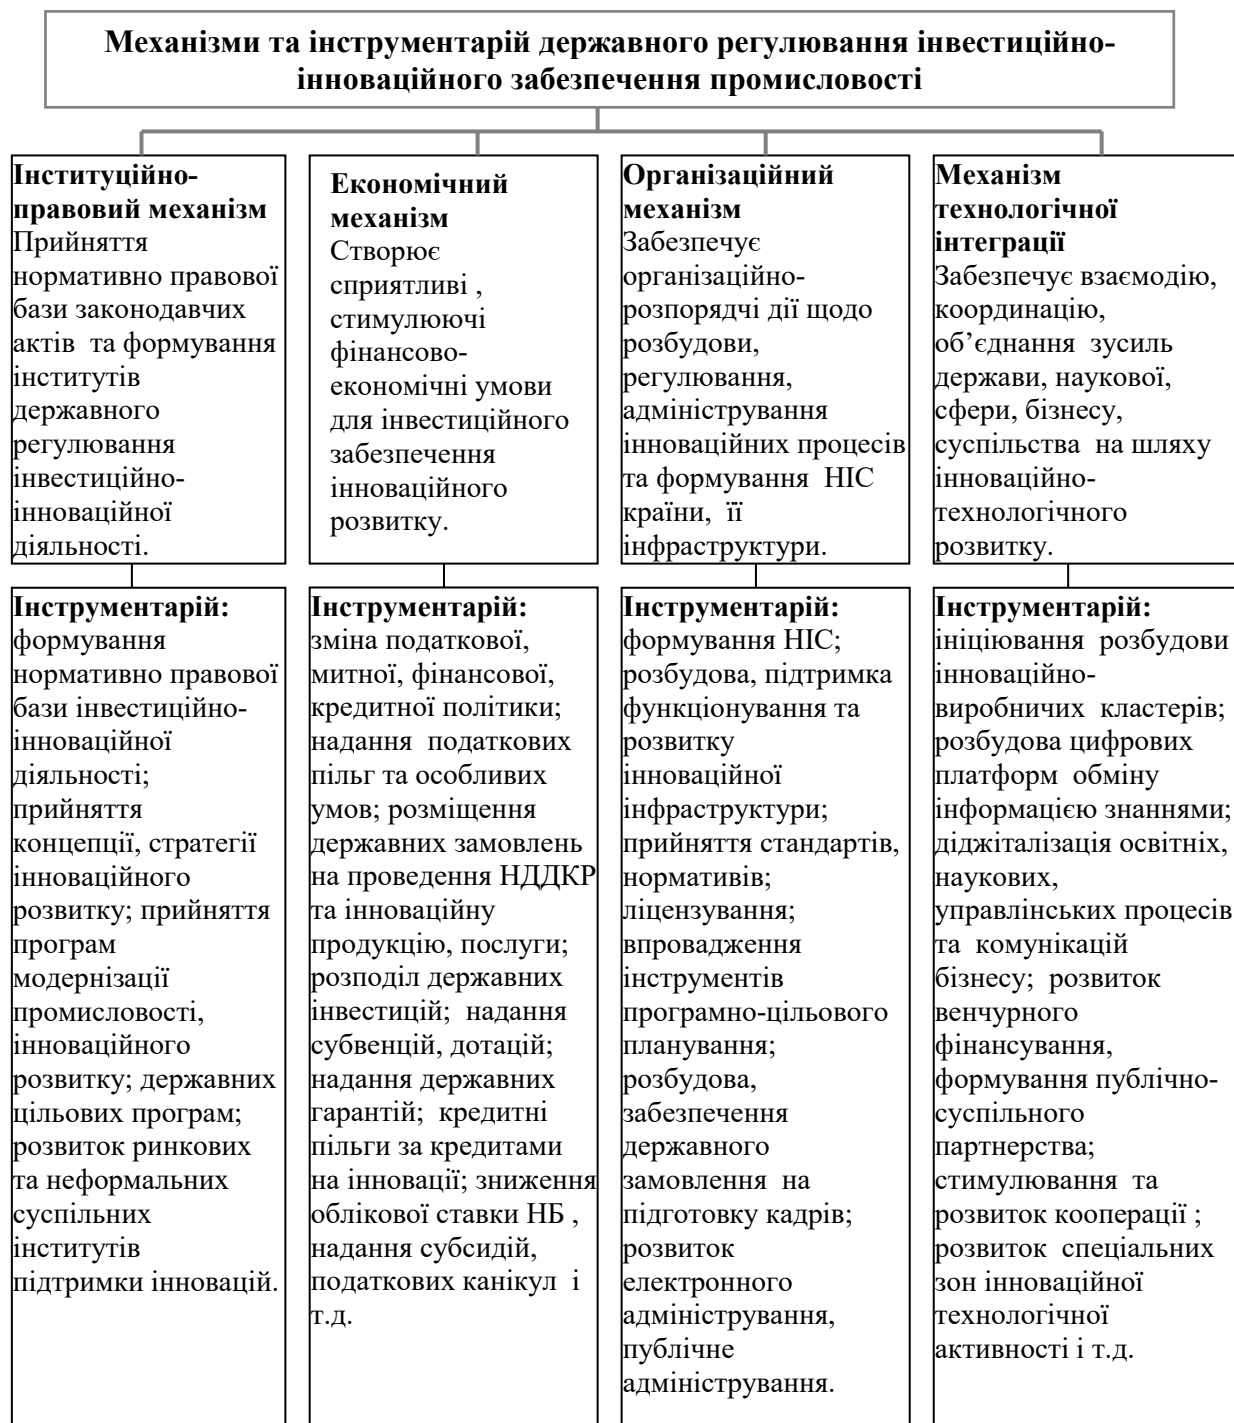 Механізми та інструментарій державного регулювання інвестиційно-
інноваційного забезпечення промисловості
Інституційно-
правовий механізм
Прийняття
нормативно правової
бази законодавчих
актів та формування
інститутів
державного
регулювання
інвестиційно-
інноваційної
діяльності.
Економічний
механізм
Створює
сприятливі ,
стимулюючі
фінансово-
економічні умови
для інвестиційного
забезпечення
інноваційного
розвитку.
Організаційний
механізм
Забезпечує
організаційно-
розпорядчі дії щодо
розбудови,
регулювання,
адміністрування
інноваційних процесів
та формування НІС
країни, її
інфраструктури.
Механізм
технологічної
інтеграції
Забезпечує взаємодію,
координацію,
об’єднання зусиль
держави, наукової,
сфери, бізнесу,
суспільства на шляху
інноваційно-
технологічного
розвитку.
Інструментарій:
формування
нормативно правової
бази інвестиційно-
інноваційної
діяльності;
прийняття
концепції, стратегії
інноваційного
розвитку; прийняття
програм
модернізації
промисловості,
інноваційного
розвитку; державних
цільових програм;
розвиток ринкових
та неформальних
суспільних
інститутів
підтримки інновацій.
Інструментарій:
зміна податкової,
митної, фінансової,
кредитної політики;
надання податкових
пільг та особливих
умов; розміщення
державних замовлень
на проведення НДДКР
та інноваційну
продукцію, послуги;
розподіл державних
інвестицій; надання
субвенцій, дотацій;
надання державних
гарантій; кредитні
пільги за кредитами
на інновації; зниження
облікової ставки НБ ,
надання субсидій,
податкових канікул і
т.д.
Інструментарій:
формування НІС;
розбудова, підтримка
функціонування та
розвитку
інноваційної
інфраструктури;
прийняття стандартів,
нормативів;
ліцензування;
впровадження
інструментів
програмно-цільового
планування;
розбудова,
забезпечення
державного
замовлення на
підготовку кадрів;
розвиток
електронного
адміністрування,
публічне
адміністрування.
Інструментарій:
ініціювання розбудови
інноваційно-
виробничих кластерів;
розбудова цифрових
платформ обміну
інформацією знаннями;
діджіталізація освітніх,
наукових,
управлінських процесів
та комунікацій
бізнесу; розвиток
венчурного
фінансування,
формування публічно-
суспільного
партнерства;
стимулювання та
розвиток кооперації ;
розвиток спеціальних
зон інноваційної
технологічної
активності і т.д.